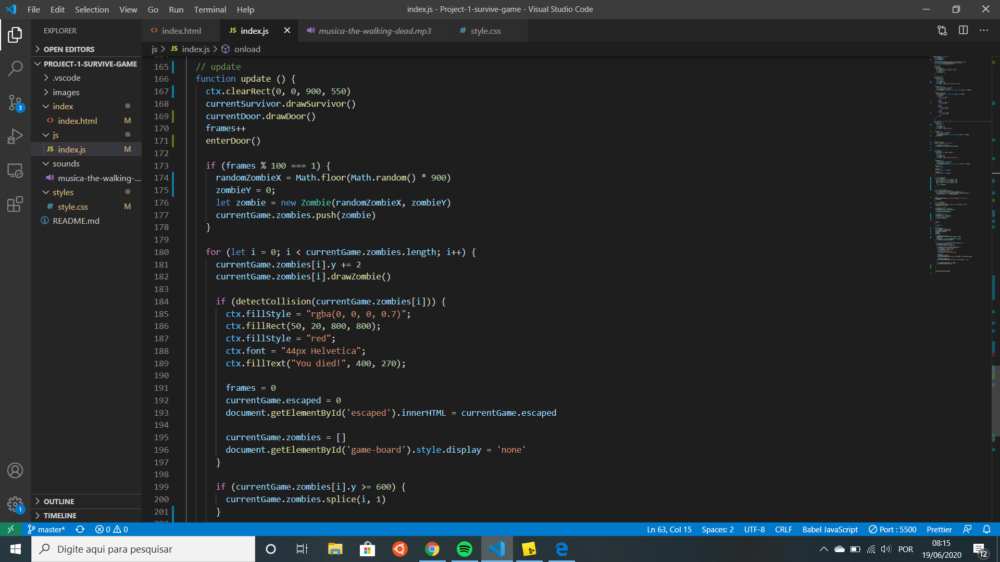 File Edit Selection View Go Run Terminal Help
index.js - Project-1-survive-game - Visual Studio Code
EXPLORER
index.html
JS index.js
musica-the-walking-dead.mp3
# style.css
OPEN EDITORS
js > JS index.js > onload
PROJECT-1-SURVIVE-GAME
.vscode
images
index
index.html M
js
JS index.js M
sounds
musica-the-walking-...
styles
# style.css M
README.md
OUTLINE
TIMELINE
165 // update
166 function update () {
167 ctx.clearRect(0, 0, 900, 550)
168 currentSurvivor.drawSurvivor()
169 currentDoor.drawDoor()
170 frames++
171 enterDoor()
172
173 if (frames % 100 === 1) {
174 randomZombieX = Math.floor(Math.random() * 900)
175 zombieY = 0;
176 let zombie = new Zombie(randomZombieX, zombieY)
177 currentGame.zombies.push(zombie)
178 }
179
180 for (let i = 0; i < currentGame.zombies.length; i++) {
181 currentGame.zombies[i].y += 2
182 currentGame.zombies[i].drawZombie()
183
184 if (detectCollision(currentGame.zombies[i])) {
185 ctx.fillStyle = "rgba(0, 0, 0, 0.7)";
186 ctx.fillRect(50, 20, 800, 800);
187 ctx.fillStyle = "red";
188 ctx.font = "44px Helvetica";
189 ctx.fillText("You died!", 400, 270);
190
191 frames = 0
192 currentGame.escaped = 0
193 document.getElementById('escaped').innerHTML = currentGame.escaped
194
195 currentGame.zombies = []
196 document.getElementById('game-board').style.display = 'none'
197 }
198
199 if (currentGame.zombies[i].y >= 600) {
200 currentGame.zombies.splice(i, 1)
201 }
3
1
master* 0 0
Ln 63, Col 15 Spaces: 2 UTF-8 CRLF Babel JavaScript Port : 5500 Prettier
Digite aqui para pesquisar
POR
08:15
19/06/2020
12